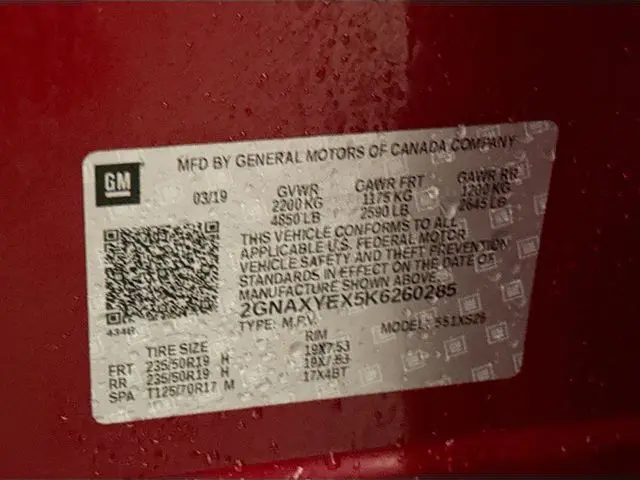 GM
MFD BY GENERAL MOTORS OF CANADA COMPANY
03/19 GVWR GAWR FRT GAWR RR
2200 KG 1175 KG 1200 KG
4850 LB 2590 LB 2645 LB
THIS VEHICLE CONFORMS TO ALL
APPLICABLE U.S. FEDERAL MOTOR
VEHICLE SAFETY AND THEFT PREVENTION
STANDARDS IN EFFECT ON THE DATE OF
MANUFACTURE SHOWN ABOVE.
2GNAXYEX5K6260285
434B
TYPE: M.P.V. MODEL: 551XS26
TIRE SIZE RIM
FRT 235/50R19 H 19X7.5J
RR 235/50R19 H 19X7.5J
SPA T125/70R17 M 17X4BT